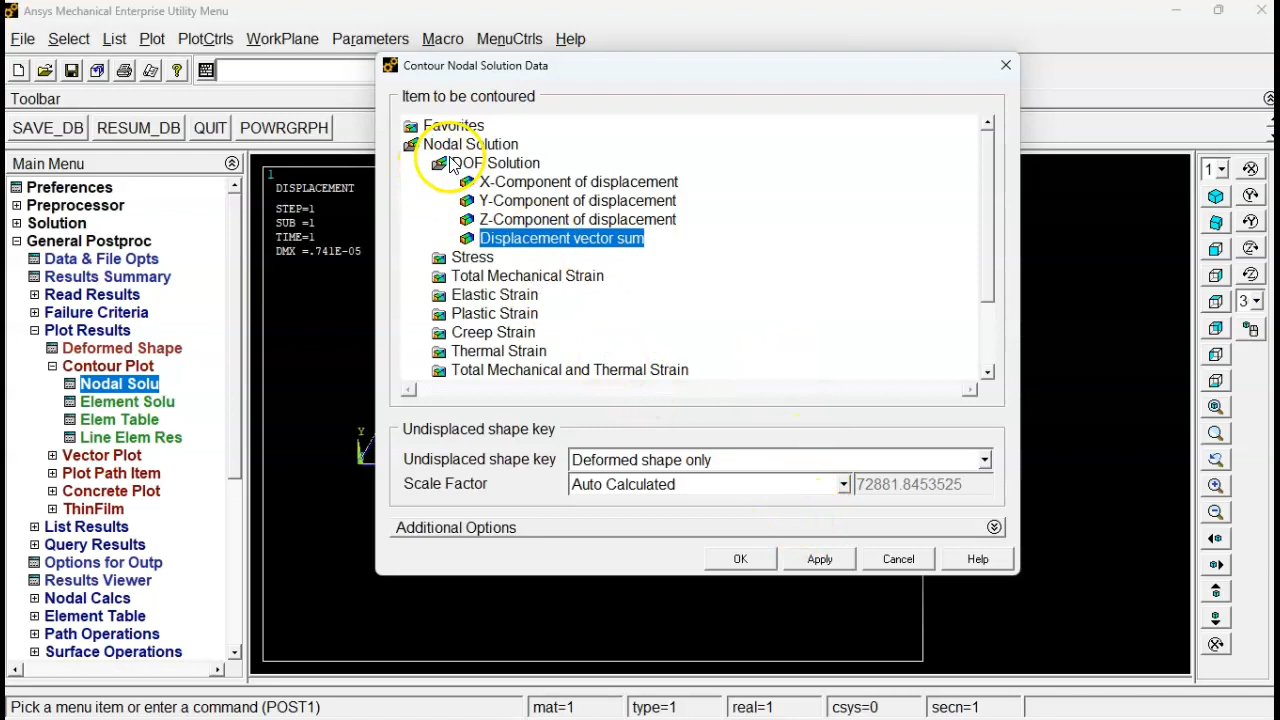 Ansys Mechanical Enterprise Utility Menu
File Select List Plot PlotCtrls WorkPlane Parameters Macro MenuCtrls Help
Toolbar
SAVE_DB RESUM_DB QUIT POWRGRPH
Main Menu
Preferences
Preprocessor
Solution
General Postproc
Data & File Opts
Results Summary
Read Results
Failure Criteria
Plot Results
Deformed Shape
Contour Plot
Nodal Solu
Element Solu
Elem Table
Line Elem Res
Vector Plot
Plot Path Item
Concrete Plot
ThinFilm
List Results
Query Results
Options for Outp
Results Viewer
Nodal Calcs
Element Table
Path Operations
Surface Operations
1
DISPLACEMENT
STEP=1
SUB =1
TIME=1
DMX =.741E-05
Y
Contour Nodal Solution Data
Item to be contoured
Favorites
Nodal Solution
DOF Solution
X-Component of displacement
Y-Component of displacement
Z-Component of displacement
Displacement vector sum
Stress
Total Mechanical Strain
Elastic Strain
Plastic Strain
Creep Strain
Thermal Strain
Total Mechanical and Thermal Strain
Undisplaced shape key
Undisplaced shape key Deformed shape only
Scale Factor Auto Calculated 72881.8453525
Additional Options
OK Apply Cancel Help
1
3
Pick a menu item or enter a command (POST1) mat=1 type=1 real=1 csys=0 secn=1